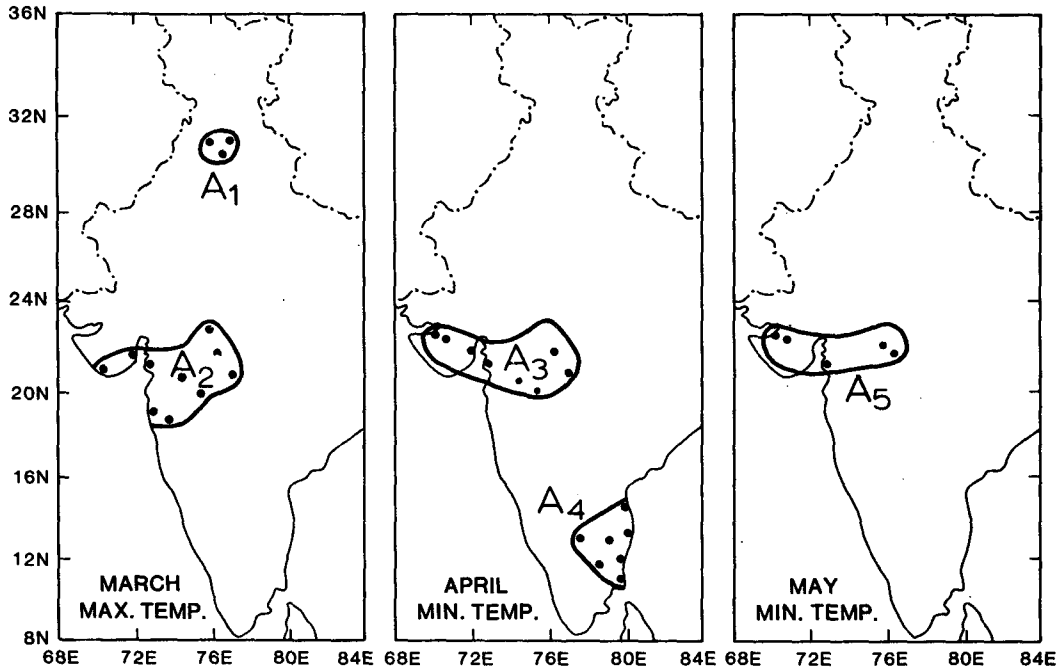 36N
32N
28N
24N
20N
16N
12N
8N
A1
A2
MARCH
MAX. TEMP.
68E 72E 76E 80E 84E
A3
A4
APRIL
MIN. TEMP.
68E 72E 76E 80E 84E
A5
MAY
MIN. TEMP.
68E 72E 76E 80E 84E